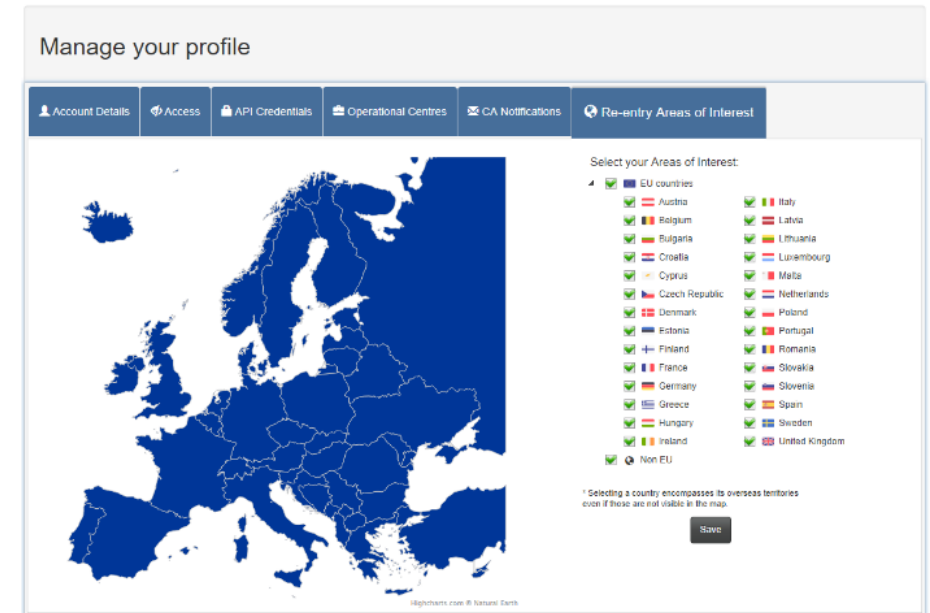 Manage your profile
Account Details
Access
API Credentials
Operational Centres
CA Notifications
Re-entry Areas of Interest
Select your Areas of Interest:
EU countries
Austria
Italy
Belgium
Latvia
Bulgaria
Lithuania
Croatia
Luxembourg
Cyprus
Malta
Czech Republic
Netherlands
Denmark
Poland
Estonia
Portugal
Finland
Romania
France
Slovakia
Germany
Slovenia
Greece
Spain
Hungary
Sweden
Ireland
United Kingdom
Non EU
* Selecting a country encompasses its overseas territories
even if those are not visible in the map.
Save
Highcharts.com © Natural Earth